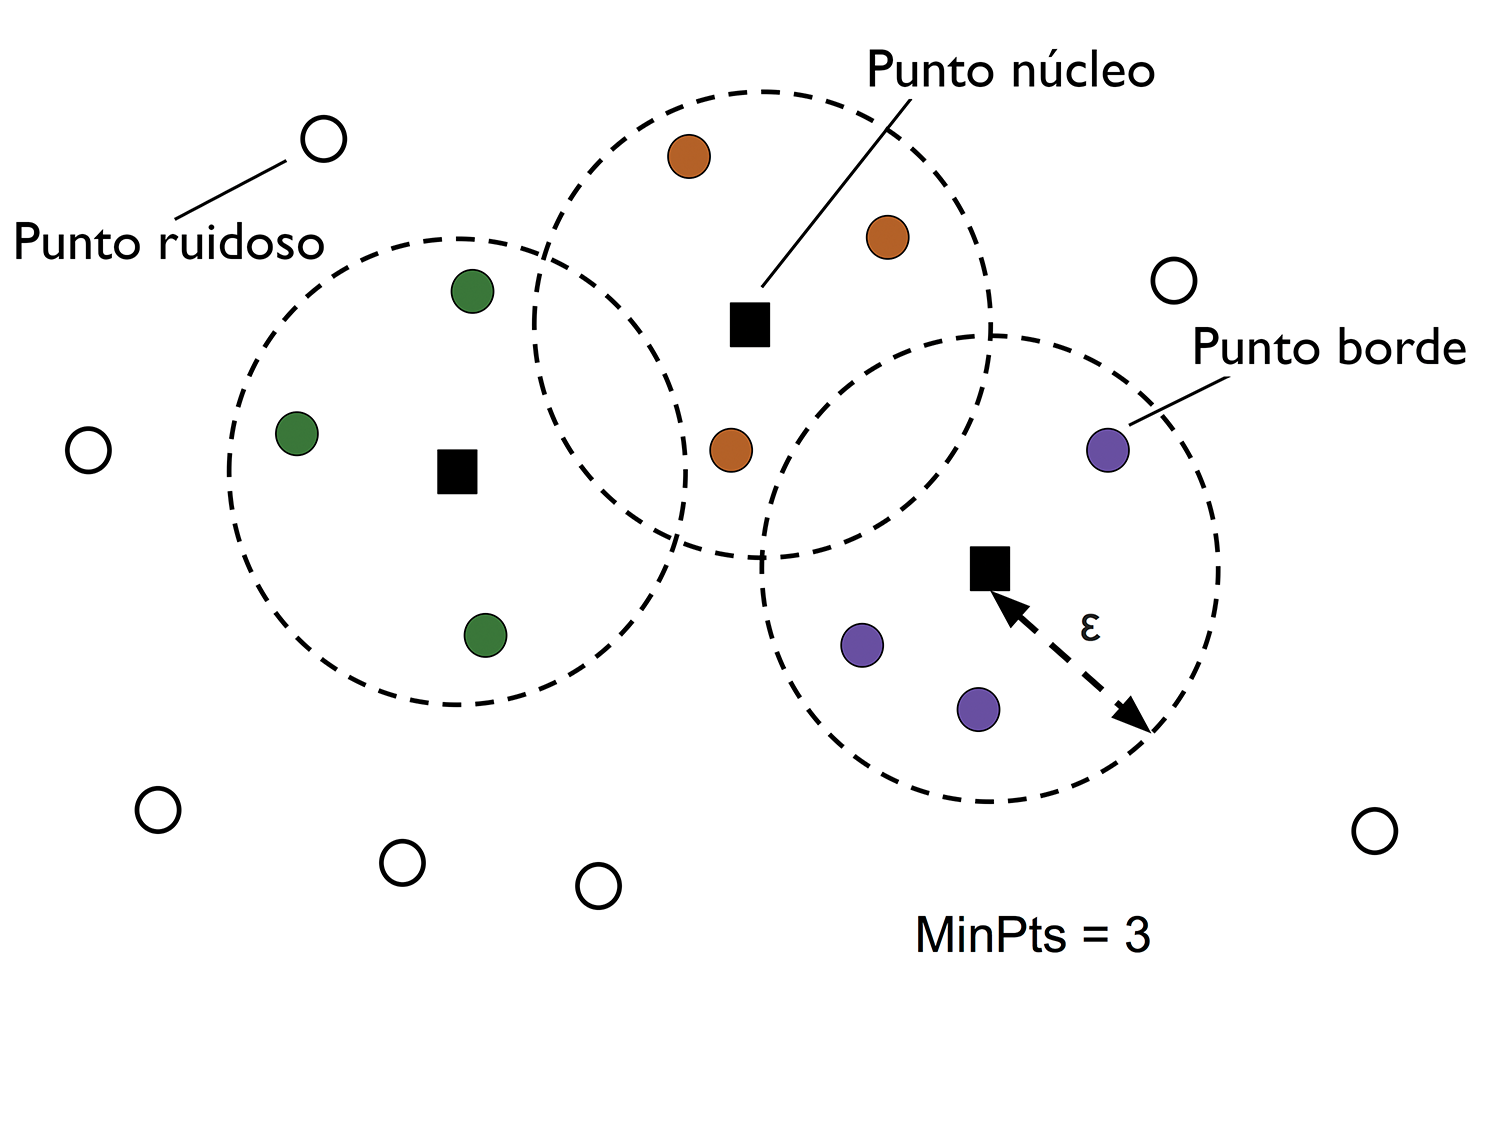 Punto núcleo
Punto ruidoso
Punto borde
ε
MinPts = 3